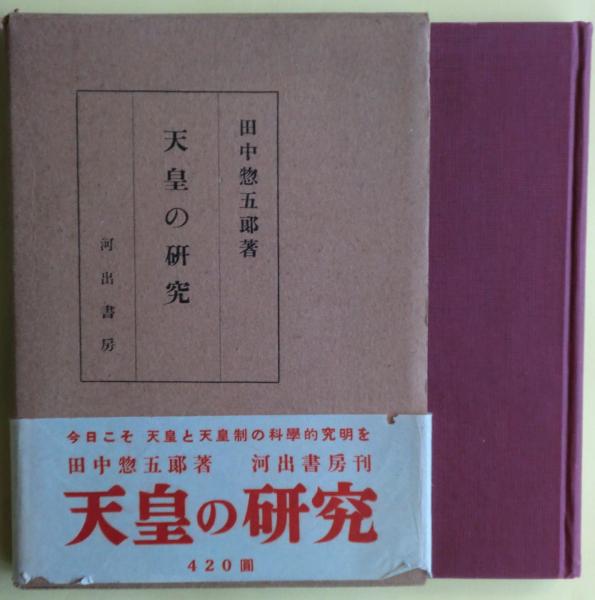 田中惣五郎著
天皇の研究
河出書房
今日こそ 天皇と天皇制の科學的究明を
田中惣五郎著 河出書房刊
天皇の研究
420圓